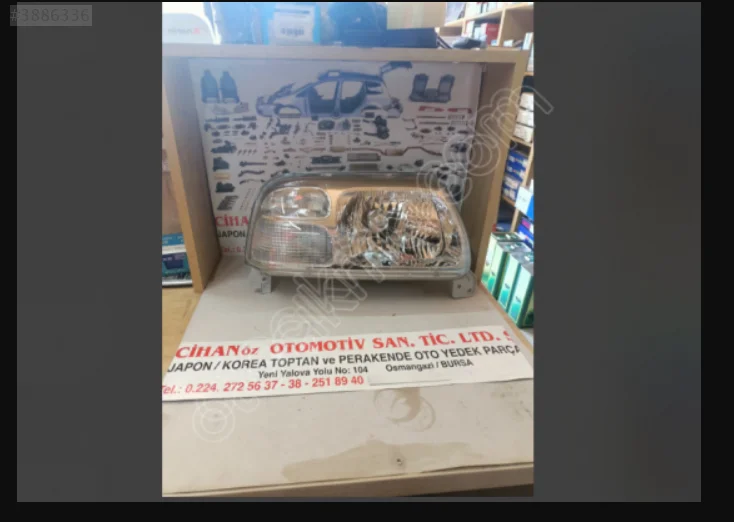 #3886336
CİHAN
JAPON
Tel.:
CİHANöz OTOMOTİV SAN. TİC. LTD. Ş
JAPON / KOREA TOPTAN ve PERAKENDE OTO YEDEK PARÇA
Yeni Yalova Yolu No: 104 Osmangazi / BURSA
Tel.: 0.224. 272 56 37 - 38 - 251 89 40